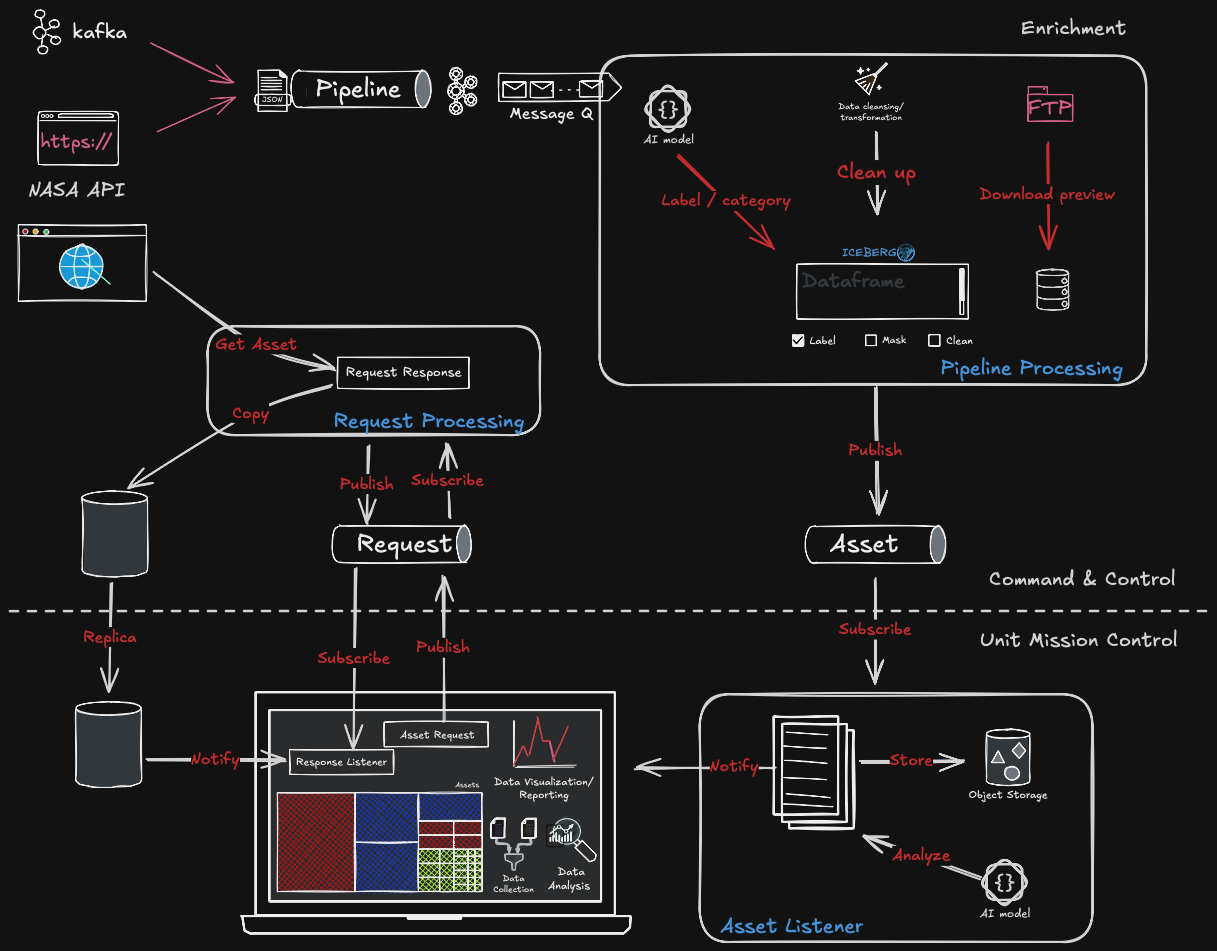 kafka
Enrichment
JSON
Pipeline
Message Q
https://
NASA API
{}
AI model
Data cleansing/
transformation
FTP
Clean up
Label / category
Download preview
ICEBERG
Dataframe
Label
Mask
Clean
Pipeline Processing
Get Asset
Request Response
Copy
Request Processing
Publish
Subscribe
Publish
Request
Asset
Command & Control
Replica
Subscribe
Publish
Subscribe
Unit Mission Control
Notify
Asset Request
Response Listener
Assets
Data Visualization/
Reporting
Data
Collection
Data
Analysis
Notify
Store
Object Storage
Analyze
{}
AI model
Asset Listener